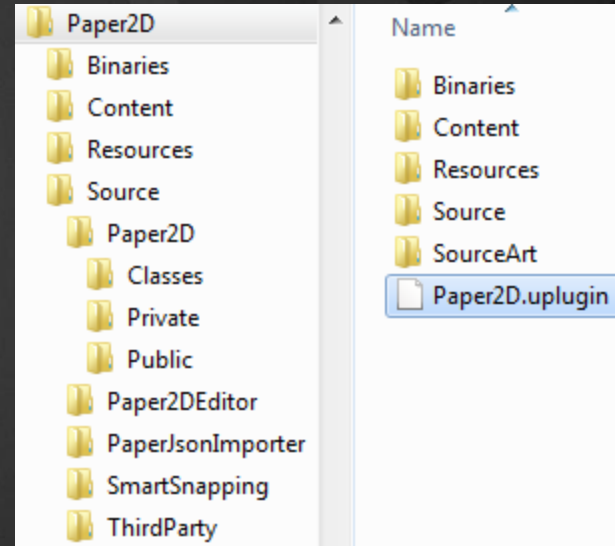 Paper2D
Binaries
Content
Resources
Source
Paper2D
Classes
Private
Public
Paper2DEditor
PaperJsonImporter
SmartSnapping
ThirdParty
Name
Binaries
Content
Resources
Source
SourceArt
Paper2D.uplugin